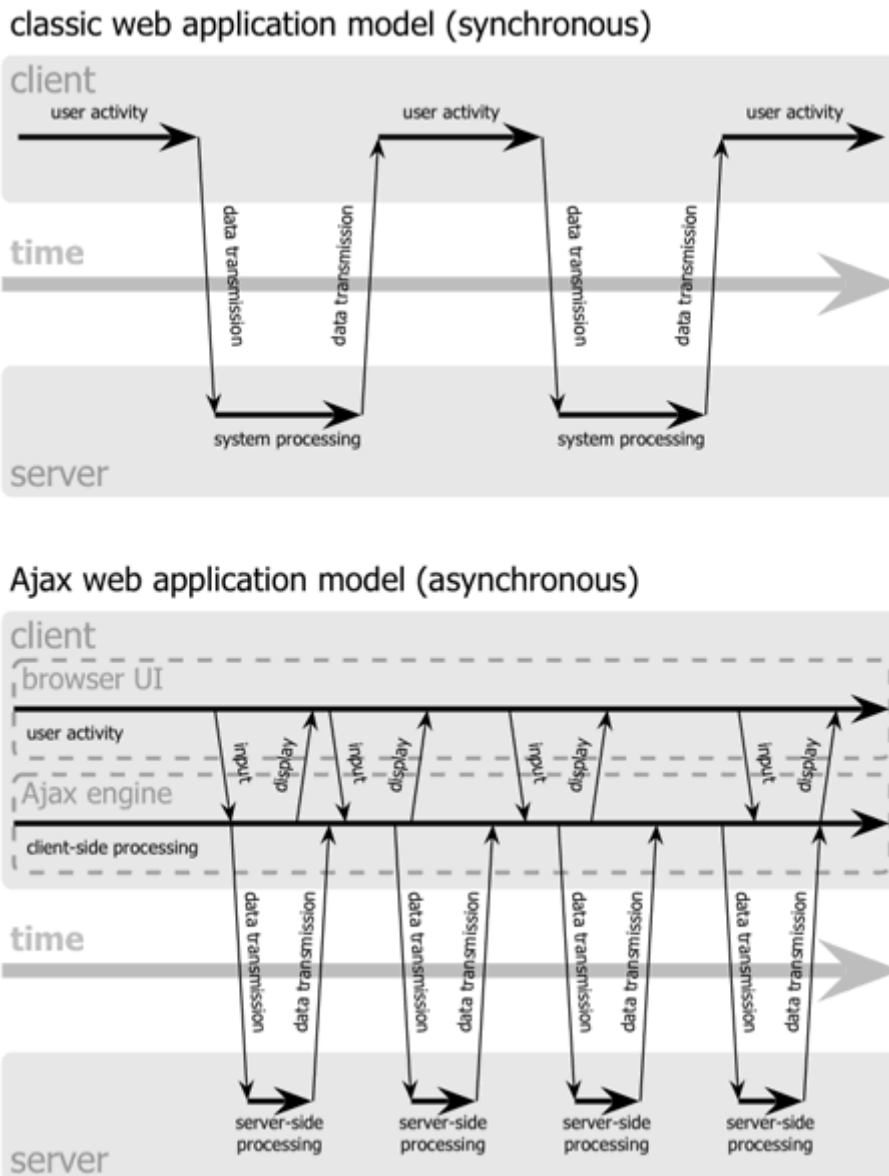 classic web application model (synchronous)
client
user activity
user activity
user activity
data transmission
data transmission
data transmission
data transmission
time
system processing
system processing
server
Ajax web application model (asynchronous)
client
browser UI
user activity
input
display
input
display
input
display
input
display
Ajax engine
client-side processing
data transmission
data transmission
data transmission
data transmission
data transmission
data transmission
data transmission
data transmission
time
server-side
processing
server-side
processing
server-side
processing
server-side
processing
server